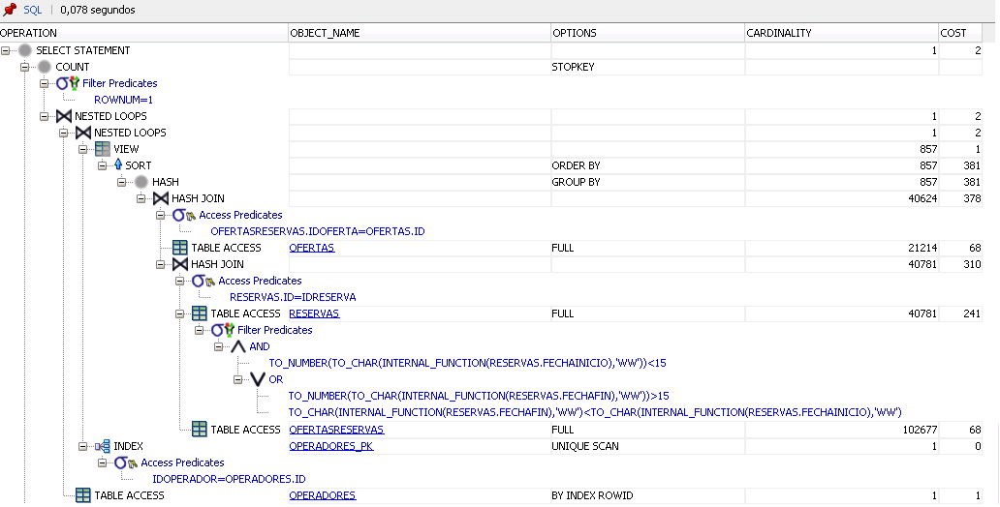 SQL | 0,078 segundos
OPERATION OBJECT_NAME OPTIONS CARDINALITY COST
SELECT STATEMENT 1 2
COUNT STOPKEY
Filter Predicates
ROWNUM=1
NESTED LOOPS 1 2
NESTED LOOPS 1 2
VIEW 857 1
SORT ORDER BY 857 381
HASH GROUP BY 857 381
HASH JOIN 40624 378
Access Predicates
OFERTASRESERVAS.IDOFERTA=OFERTAS.ID
TABLE ACCESS OFERTAS FULL 21214 68
HASH JOIN 40781 310
Access Predicates
RESERVAS.ID=IDRESERVA
TABLE ACCESS RESERVAS FULL 40781 241
Filter Predicates
AND
TO_NUMBER(TO_CHAR(INTERNAL_FUNCTION(RESERVAS.FECHAINICIO),'WW'))<15
OR
TO_NUMBER(TO_CHAR(INTERNAL_FUNCTION(RESERVAS.FECHAFIN),'WW'))>15
TO_CHAR(INTERNAL_FUNCTION(RESERVAS.FECHAFIN),'WW')<TO_CHAR(INTERNAL_FUNCTION(RESERVAS.FECHAINICIO),'WW')
TABLE ACCESS OFERTASRESERVAS FULL 102677 68
INDEX OPERADORES_PK UNIQUE SCAN 1 0
Access Predicates
IDOPERADOR=OPERADORES.ID
TABLE ACCESS OPERADORES BY INDEX ROWID 1 1